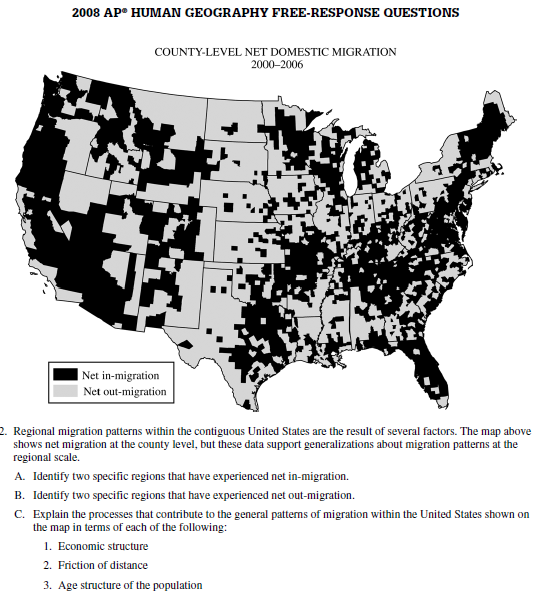 2008 AP® HUMAN GEOGRAPHY FREE-RESPONSE QUESTIONS
COUNTY-LEVEL NET DOMESTIC MIGRATION
2000–2006
Net in-migration
Net out-migration
2. Regional migration patterns within the contiguous United States are the result of several factors. The map above
shows net migration at the county level, but these data support generalizations about migration patterns at the
regional scale.
A. Identify two specific regions that have experienced net in-migration.
B. Identify two specific regions that have experienced net out-migration.
C. Explain the processes that contribute to the general patterns of migration within the United States shown on
the map in terms of each of the following:
1. Economic structure
2. Friction of distance
3. Age structure of the population